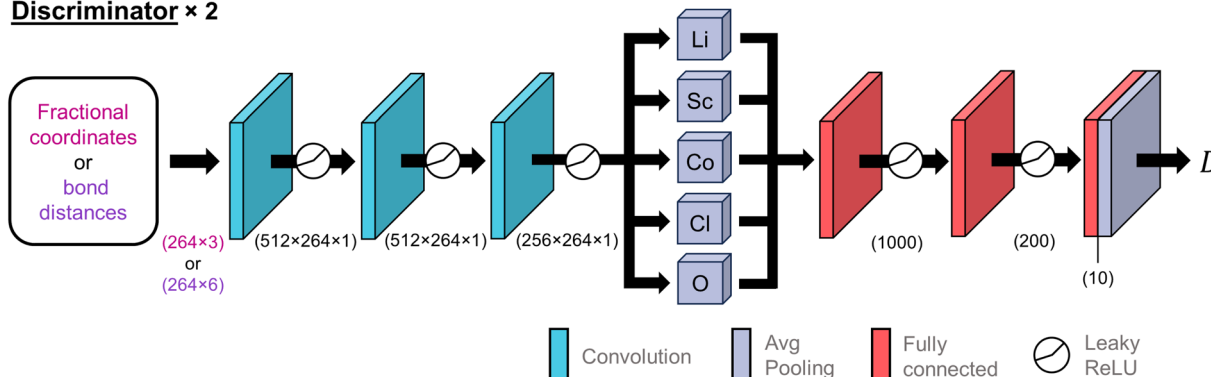 Discriminator × 2
Fractional
coordinates
or
bond
distances
(264×3)
or
(264×6)
(512×264×1)
(512×264×1)
(256×264×1)
Li
Sc
Co
Cl
O
(1000)
(200)
(10)
Convolution
Avg
Pooling
Fully
connected
Leaky
ReLU